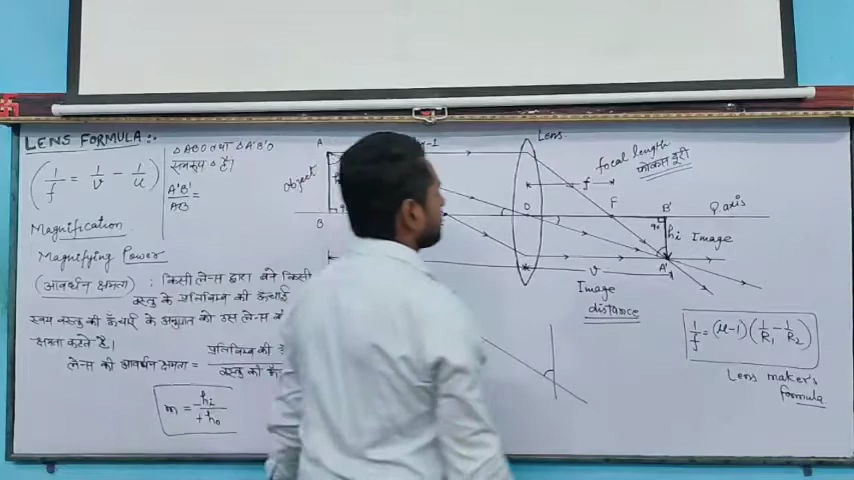 LENS FORMULA:-
1/f = 1/v - 1/u
Magnification
Magnifying Power
(आवर्धन क्षमता) : किसी लेन्स द्वारा बने किसी
वस्तु के प्रतिबिम्ब की ऊँचाई
स्वयं वस्तु की ऊँचाई के अनुपात को उस लेन्स
क्षमता कहते है।
लेन्स की आवर्धन क्षमता = प्रतिबिम्ब की
वस्तु की
m = hi / + ho
Δ ABO तथा Δ A'B'O
समरूप Δ है।
A'B'/AB =
A
Object
B
Lens
focal length
फोकस दूरी
f
O
F
B'
P.axis
90
hi Image
A'
v
Image
distance
1/f = (μ-1) (1/R1 - 1/R2)
Lens maker's
formula